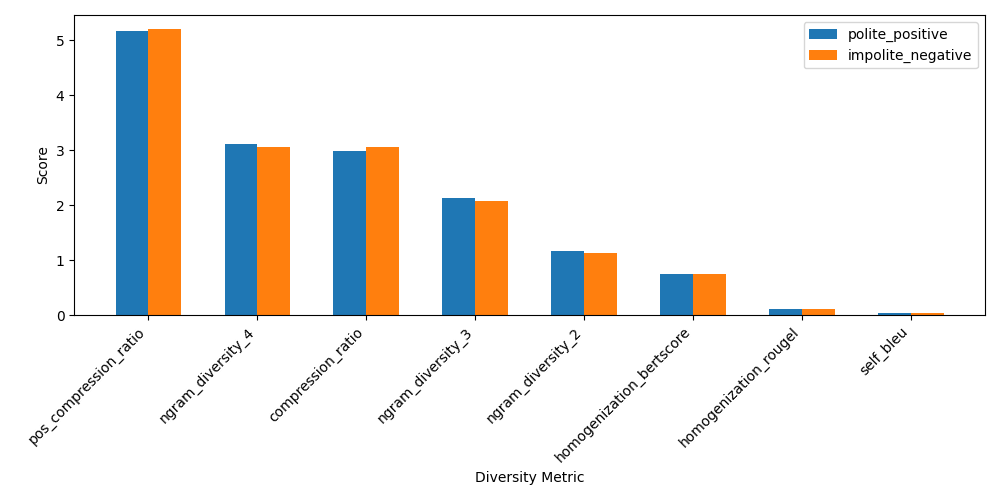 polite_positive
impolite_negative
5
4
3
2
1
0
Score
pos_compression_ratio
ngram_diversity_4
compression_ratio
ngram_diversity_3
ngram_diversity_2
homogenization_bertscore
homogenization_rougel
self_bleu
Diversity Metric